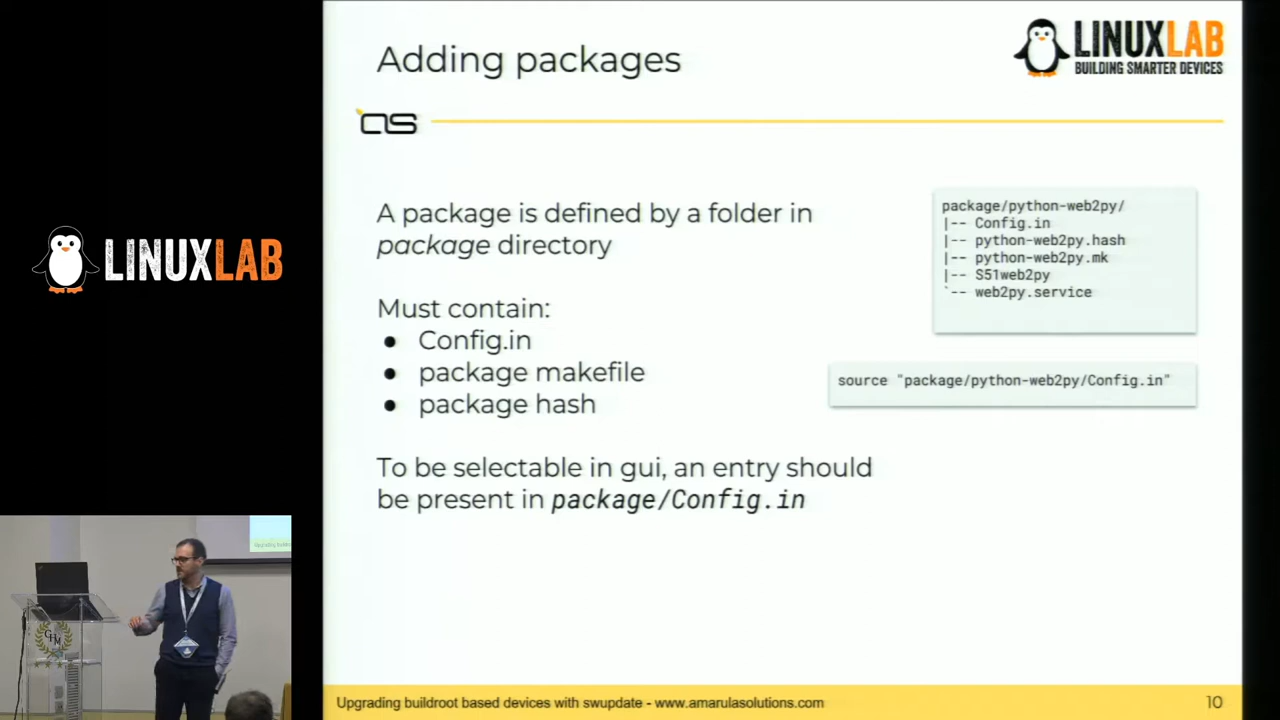 Adding packages
LINUXLAB
BUILDING SMARTER DEVICES
as
A package is defined by a folder in
package directory
Must contain:
● Config.in
● package makefile
● package hash
To be selectable in gui, an entry should
be present in package/Config.in
package/python-web2py/
|-- Config.in
|-- python-web2py.hash
|-- python-web2py.mk
|-- S51web2py
`-- web2py.service
source "package/python-web2py/Config.in"
LINUXLAB
GHM
Upgrading buildroot based devices with swupdate - www.amarulasolutions.com
10